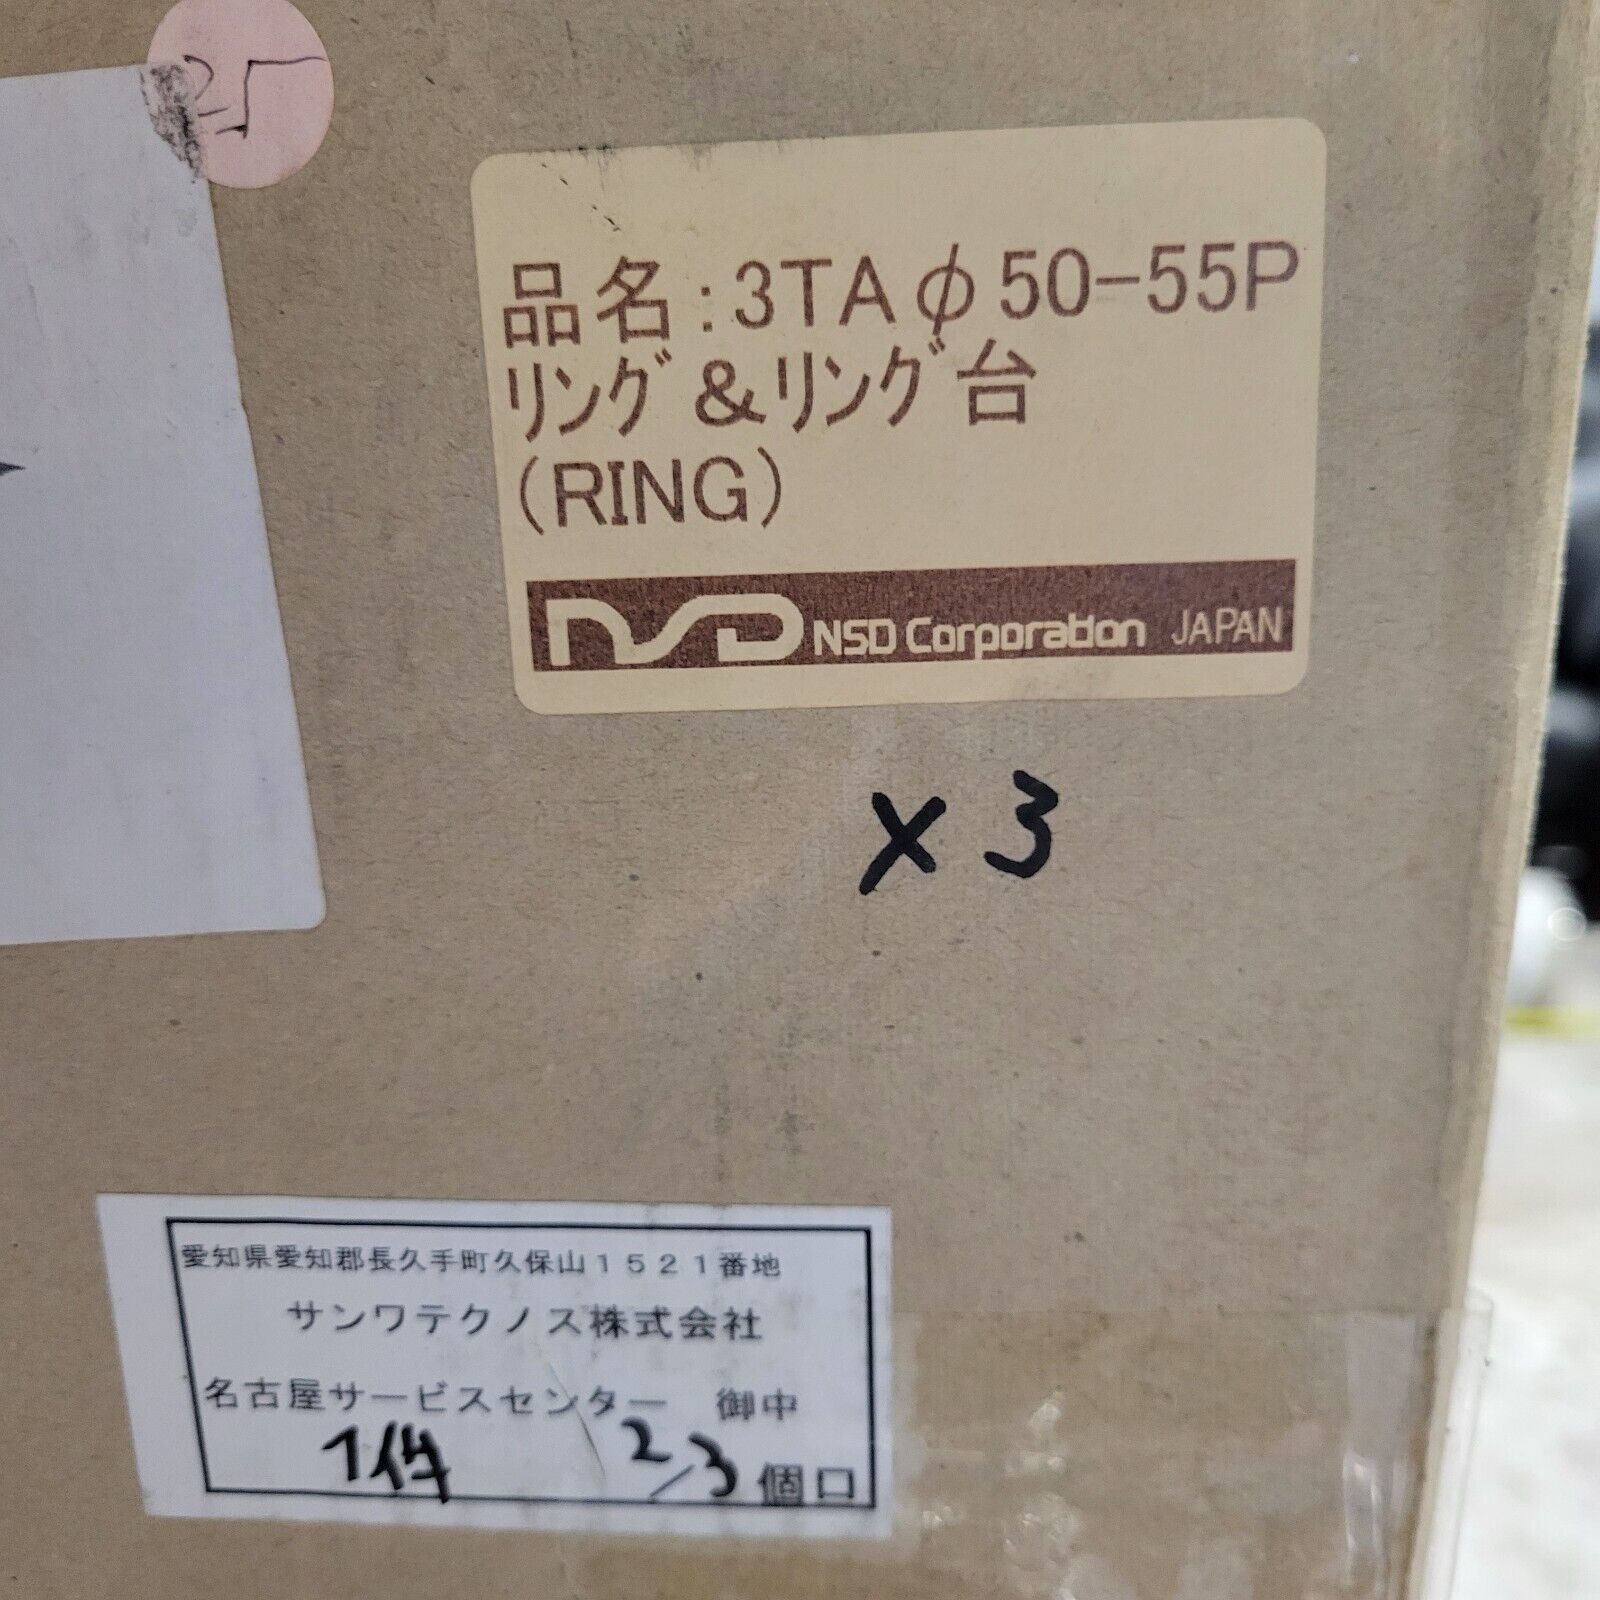 25
品名:3TAφ50-55P
リング&リング台
(RING)
NSD NSD Corporation JAPAN
×3
愛知県愛知郡長久手町久保山1521番地
サンワテクノス株式会社
名古屋サービスセンター 御中
1件 2/3個口